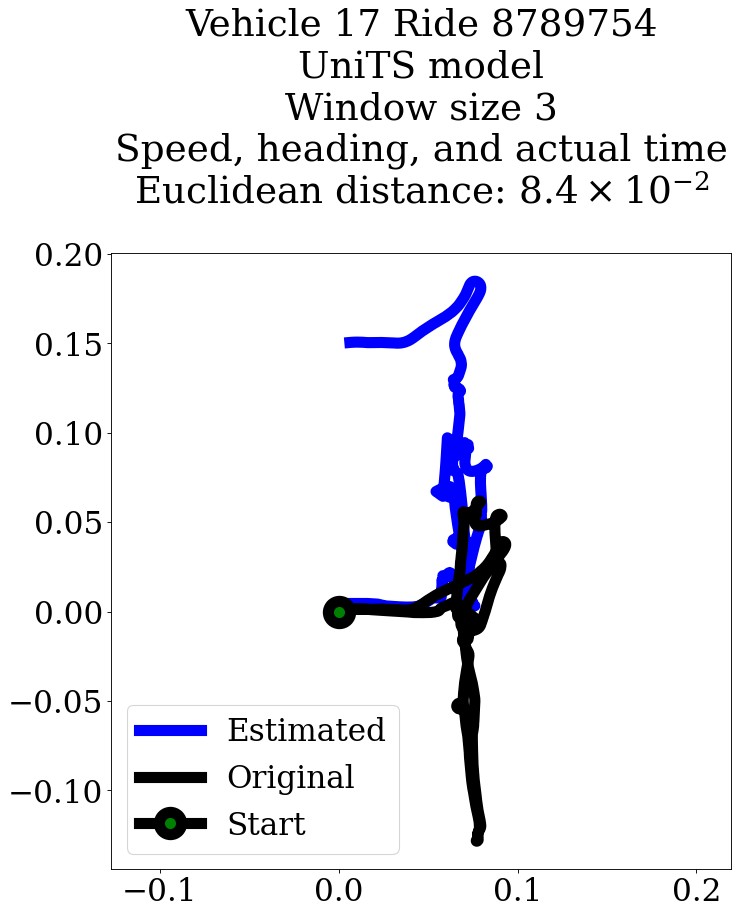 Vehicle 17 Ride 8789754
UniTS model
Window size 3
Speed, heading, and actual time
Euclidean distance: 8.4 × 10⁻²
0.20
0.15
0.10
0.05
0.00
−0.05
−0.10
Estimated
Original
Start
−0.1 0.0 0.1 0.2